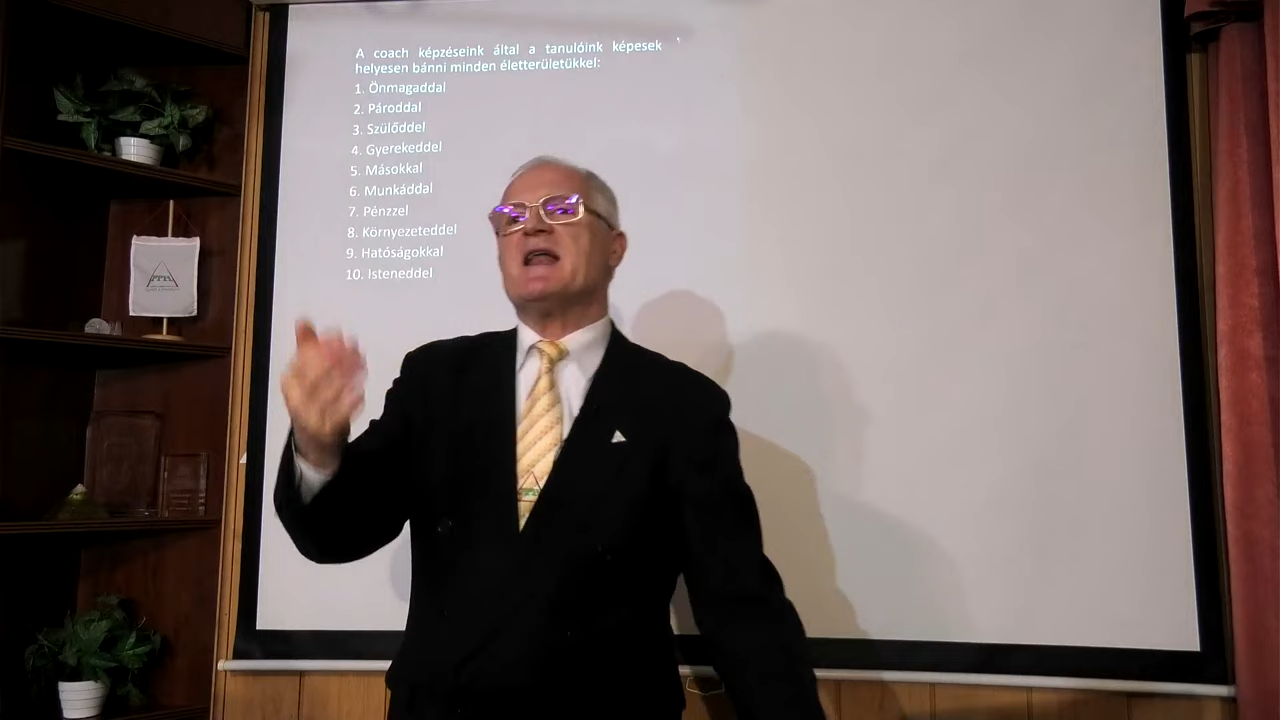 A coach képzéseink által a tanulóink képesek
helyesen bánni minden életterületükkel:
1. Önmagaddal
2. Pároddal
3. Szülőddel
4. Gyerekeddel
5. Másokkal
6. Munkáddal
7. Pénzzel
8. Környezeteddel
9. Hatóságokkal
10. Isteneddel